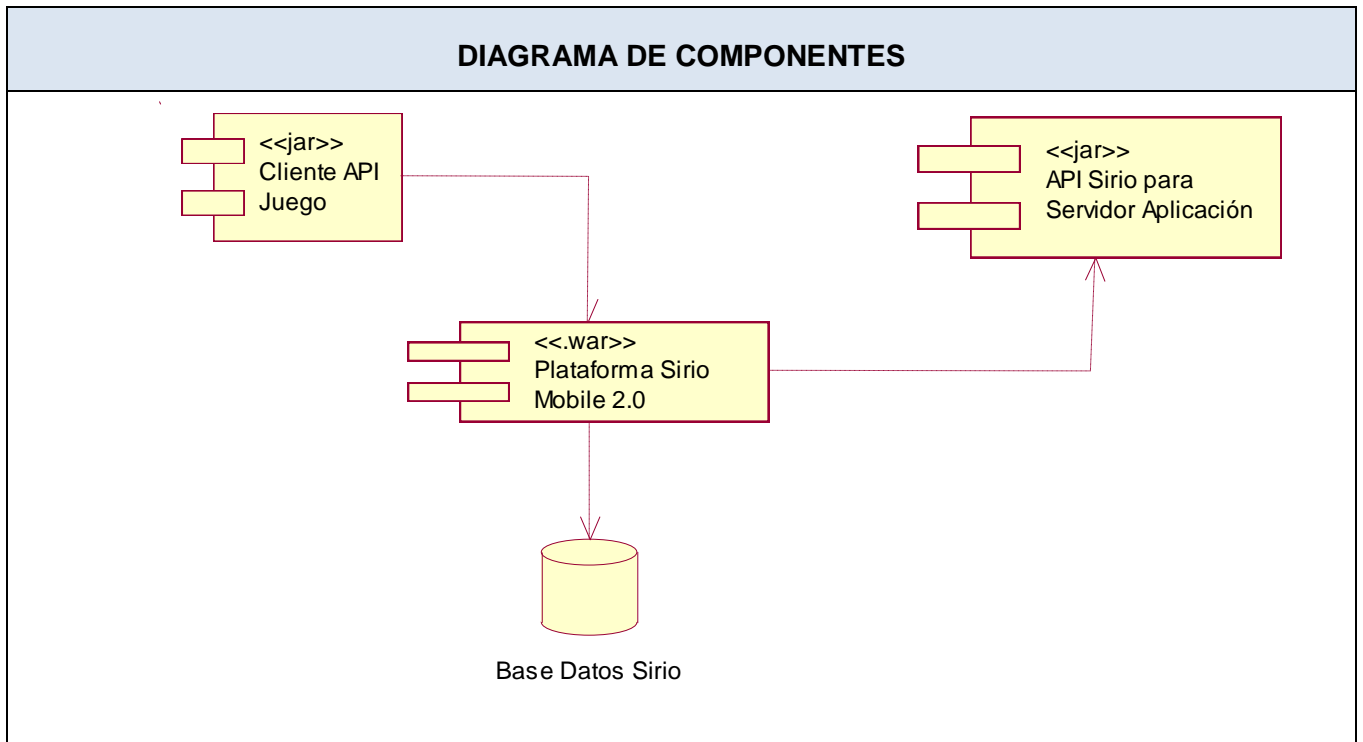 DIAGRAMA DE COMPONENTES
<<jar>>
Cliente API
Juego
<<jar>>
API Sirio para
Servidor Aplicación
<<.war>>
Plataforma Sirio
Mobile 2.0
Base Datos Sirio